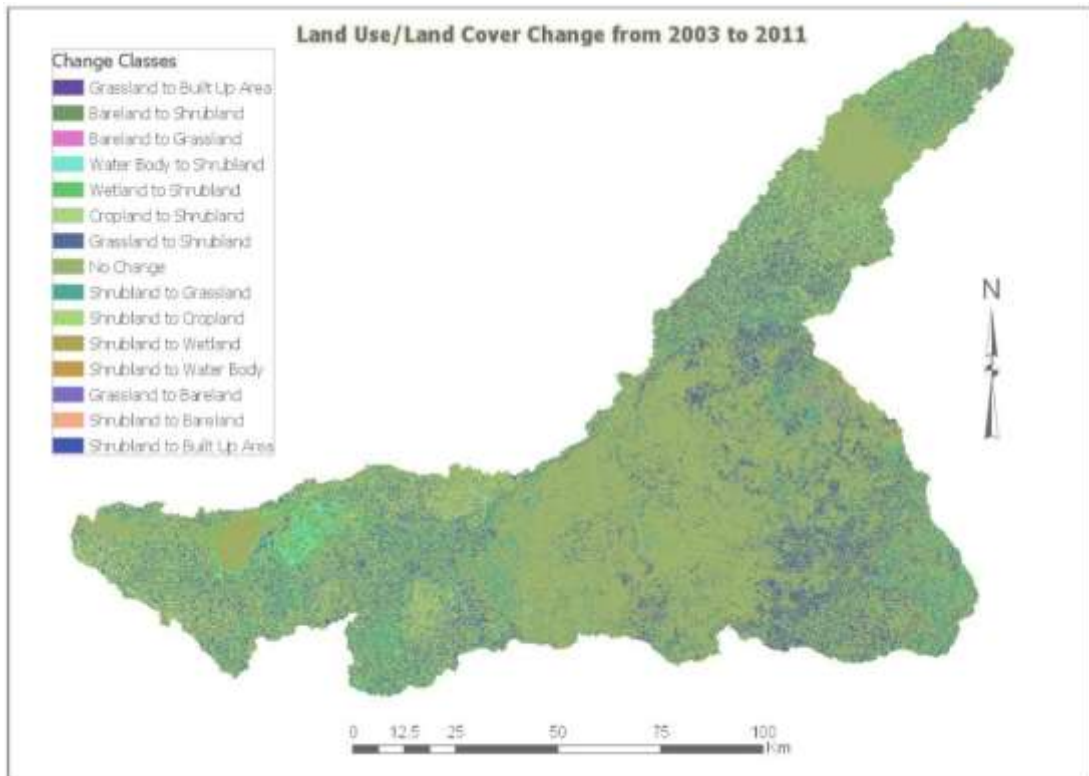 Land Use/Land Cover Change from 2003 to 2011
Change Classes
Grassland to Built Up Area
Bareland to Shrubland
Bareland to Grassland
Water Body to Shrubland
Wetland to Shrubland
Cropland to Shrubland
Grassland to Shrubland
No Change
Shrubland to Grassland
Shrubland to Cropland
Shrubland to Wetland
Shrubland to Water Body
Grassland to Bareland
Shrubland to Bareland
Shrubland to Built Up Area
N
0 12.5 25 50 75 100
Km